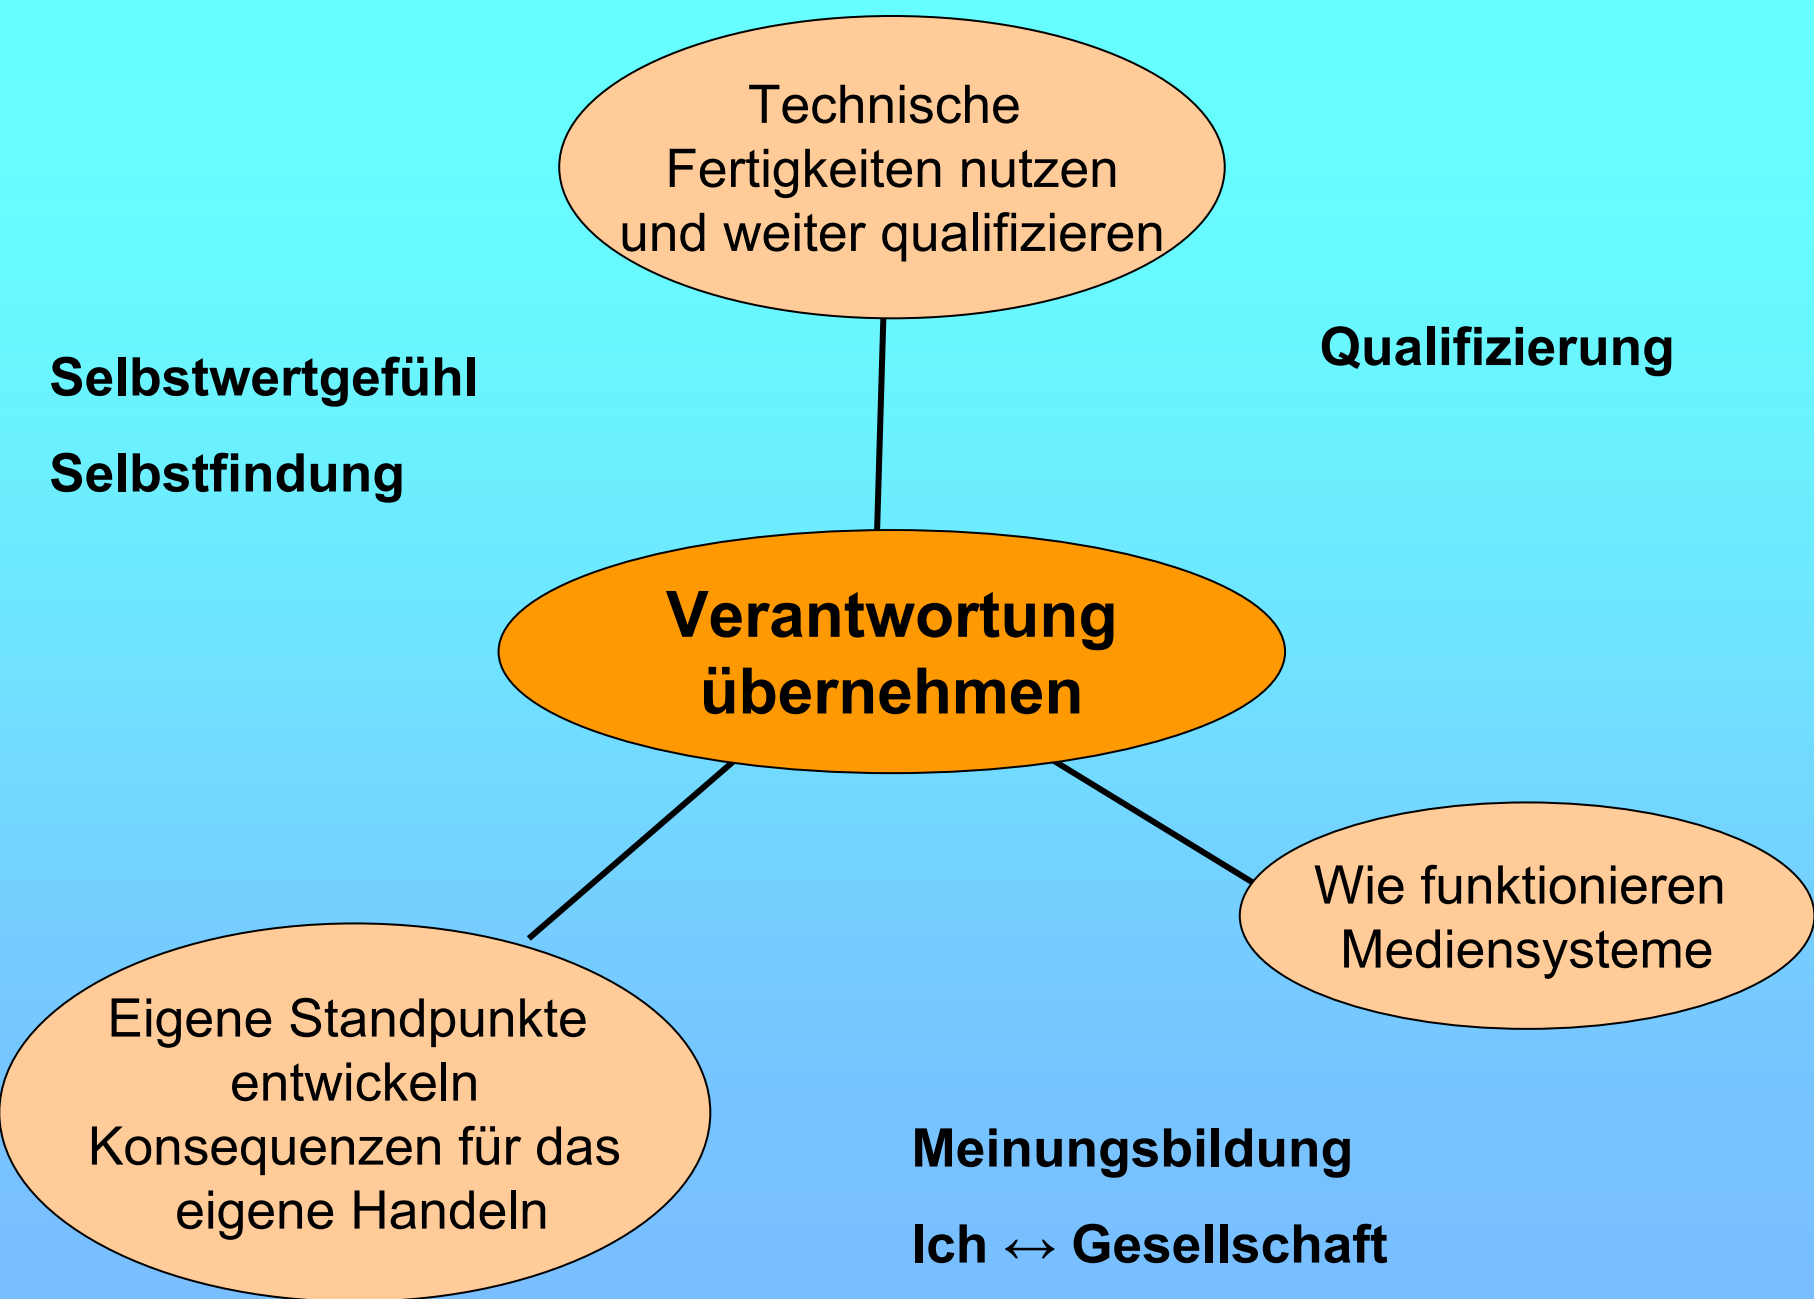 Technische
Fertigkeiten nutzen
und weiter qualifizieren
Qualifizierung
Selbstwertgefühl
Selbstfindung
Verantwortung
übernehmen
Wie funktionieren
Mediensysteme
Eigene Standpunkte
entwickeln
Konsequenzen für das
eigene Handeln
Meinungsbildung
Ich ↔ Gesellschaft